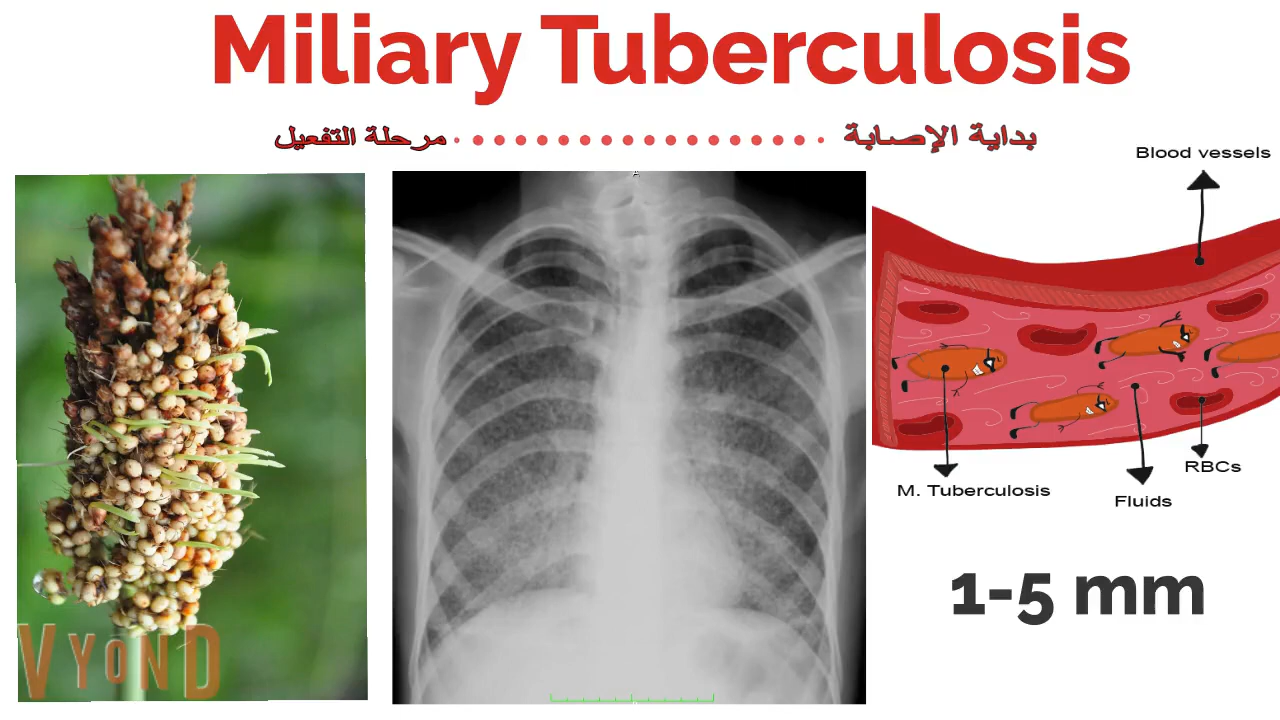 Miliary Tuberculosis
بداية الإصابة
مرحلة التفعيل
Blood vessels
A
RBCs
M. Tuberculosis
Fluids
1-5 mm
VYOND